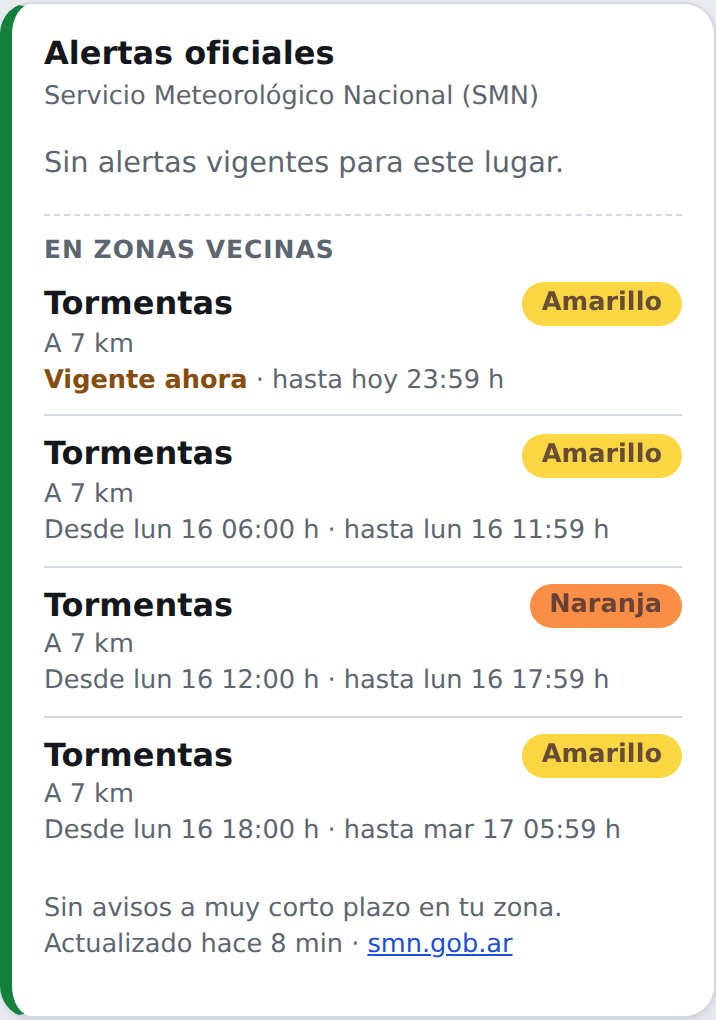 Alertas oficiales
Servicio Meteorológico Nacional (SMN)
Sin alertas vigentes para este lugar.
EN ZONAS VECINAS
Tormentas
Amarillo
A 7 km
Vigente ahora · hasta hoy 23:59 h
Tormentas
Amarillo
A 7 km
Desde lun 16 06:00 h · hasta lun 16 11:59 h
Tormentas
Naranja
A 7 km
Desde lun 16 12:00 h · hasta lun 16 17:59 h
Tormentas
Amarillo
A 7 km
Desde lun 16 18:00 h · hasta mar 17 05:59 h
Sin avisos a muy corto plazo en tu zona.
Actualizado hace 8 min · smn.gob.ar